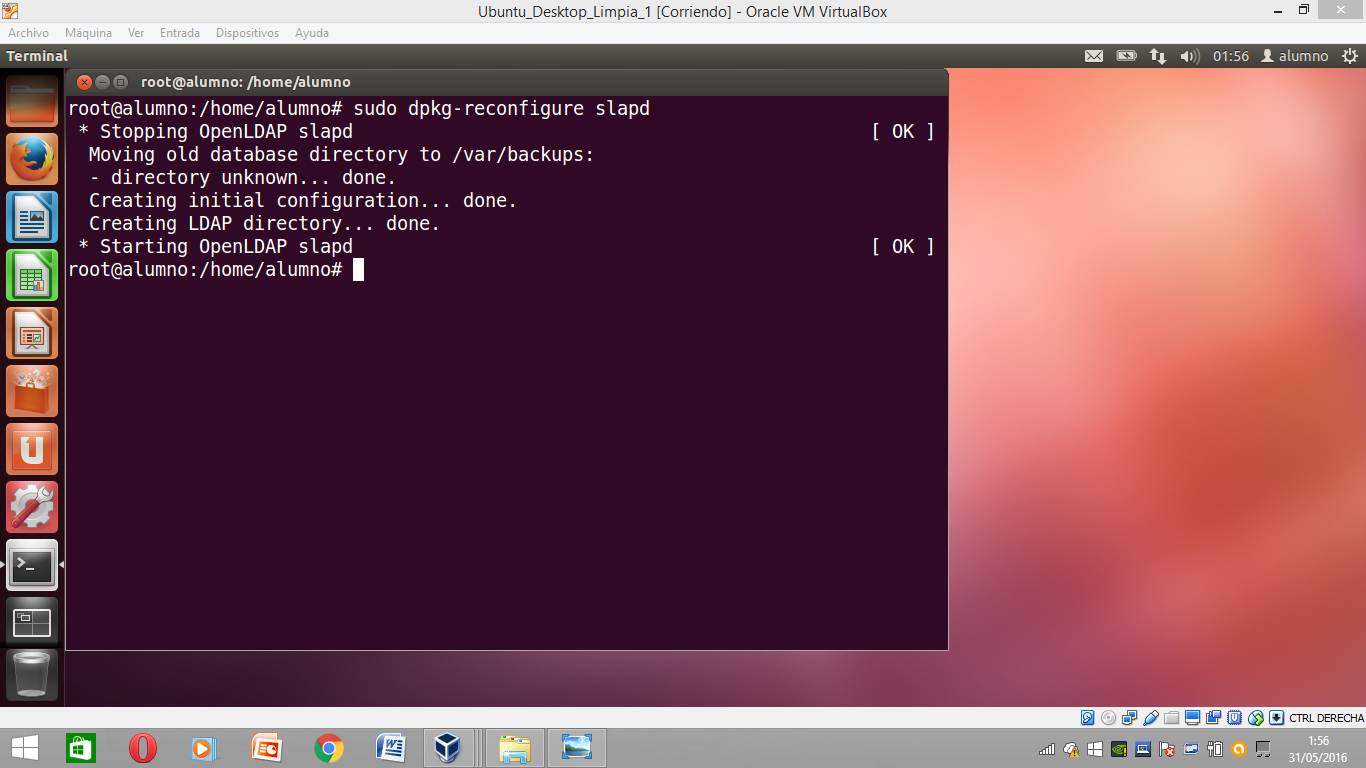 Ubuntu_Desktop_Limpia_1 [Corriendo] - Oracle VM VirtualBox
Archivo Máquina Ver Entrada Dispositivos Ayuda
Terminal 01:56 alumno
root@alumno: /home/alumno
root@alumno:/home/alumno# sudo dpkg-reconfigure slapd
* Stopping OpenLDAP slapd [ OK ]
Moving old database directory to /var/backups:
- directory unknown... done.
Creating initial configuration... done.
Creating LDAP directory... done.
* Starting OpenLDAP slapd [ OK ]
root@alumno:/home/alumno#
CTRL DERECHA
1:56
31/05/2016